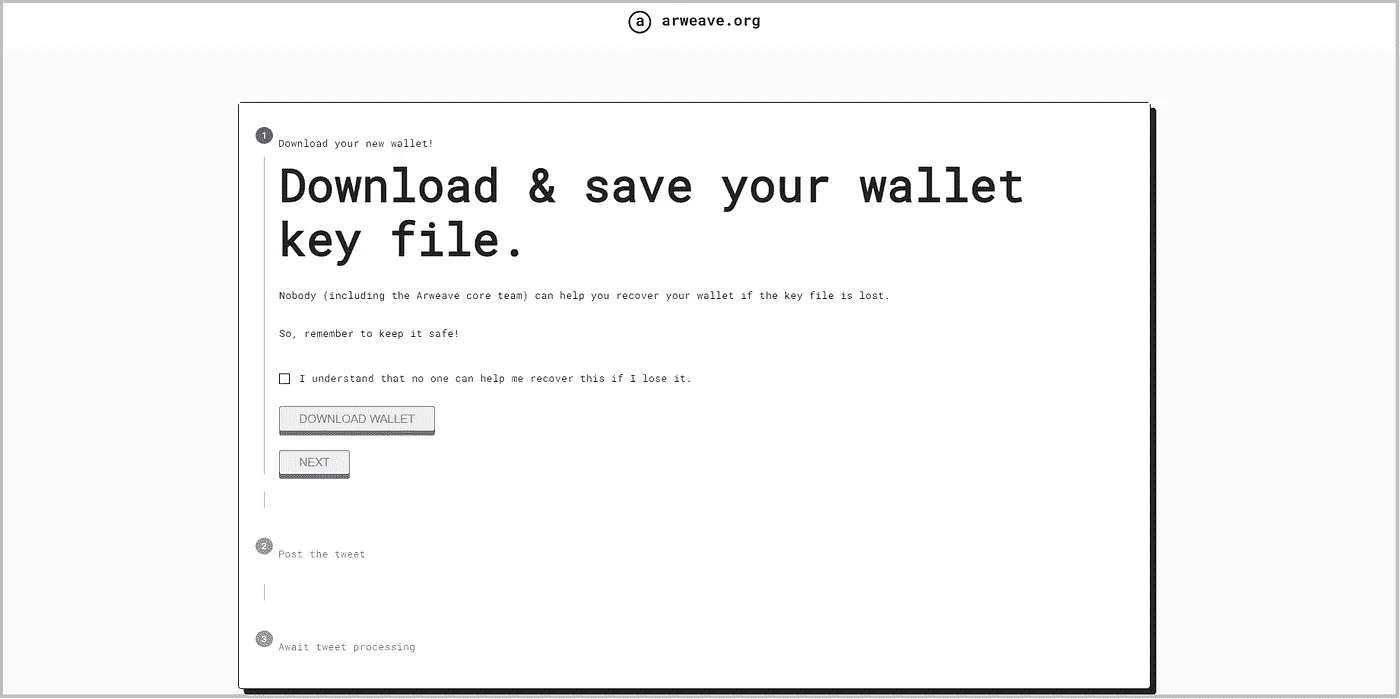 a arweave.org
1 Download your new wallet!
Download & save your wallet
key file.
Nobody (including the Arweave core team) can help you recover your wallet if the key file is lost.
So, remember to keep it safe!
I understand that no one can help me recover this if I lose it.
DOWNLOAD WALLET
NEXT
2 Post the tweet
3 Await tweet processing